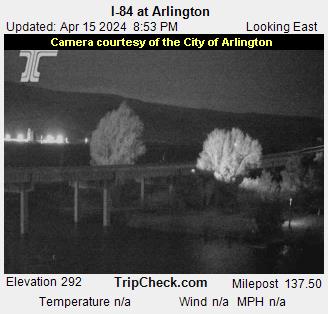 I-84 at Arlington
Updated: Apr 15 2024 8:53 PM Looking East
Camera courtesy of the City of Arlington
Elevation 292 TripCheck.com Milepost 137.50
Temperature n/a Wind n/a MPH n/a